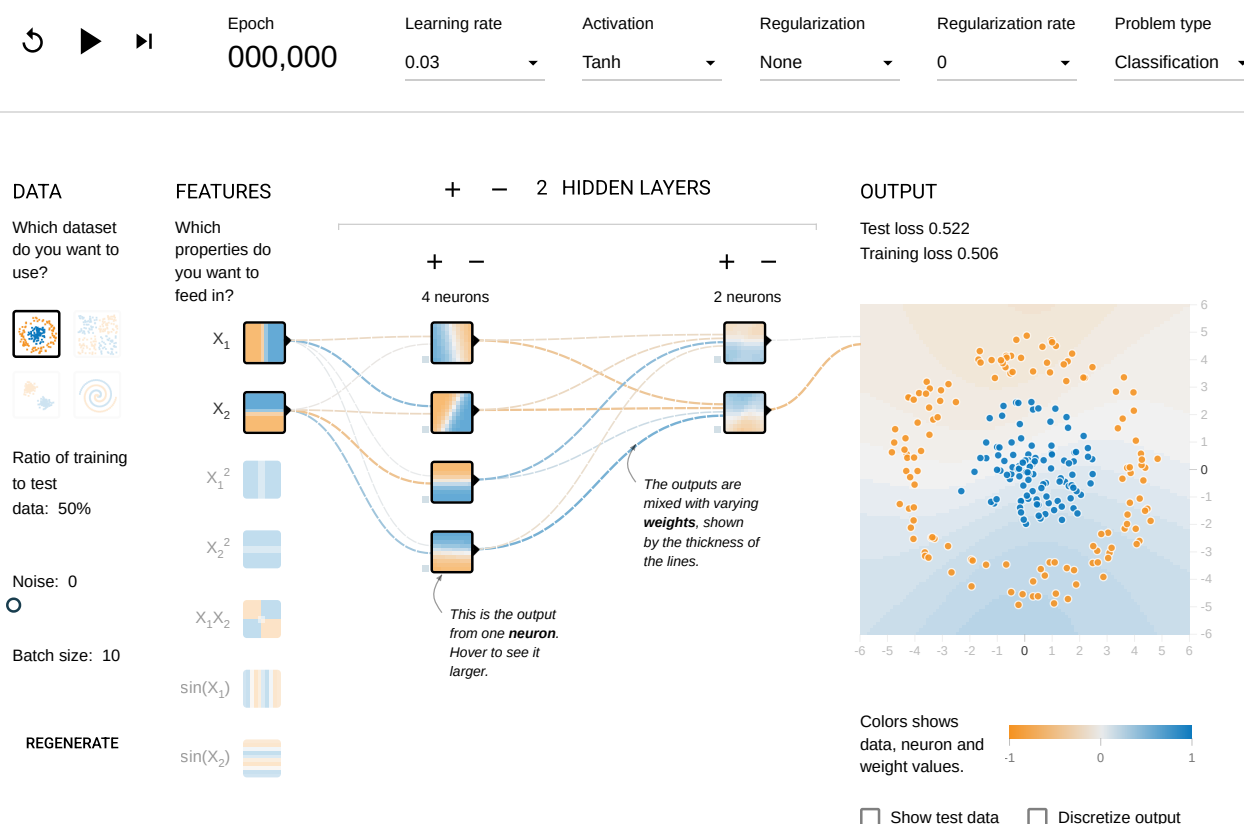 Epoch
000,000
Learning rate
0.03
Activation
Tanh
Regularization
None
Regularization rate
0
Problem type
Classification
DATA
Which dataset
do you want to
use?
Ratio of training
to test
data: 50%
Noise: 0
Batch size: 10
REGENERATE
FEATURES
Which
properties do
you want to
feed in?
X1
X2
X1²
X2²
X1X2
sin(X1)
sin(X2)
+ − 2 HIDDEN LAYERS
+ −
4 neurons
+ −
2 neurons
The outputs are
mixed with varying
weights, shown
by the thickness of
the lines.
This is the output
from one neuron.
Hover to see it
larger.
OUTPUT
Test loss 0.522
Training loss 0.506
6
5
4
3
2
1
0
-1
-2
-3
-4
-5
-6
-6 -5 -4 -3 -2 -1 0 1 2 3 4 5 6
Colors shows
data, neuron and
weight values.
-1 0 1
Show test data
Discretize output